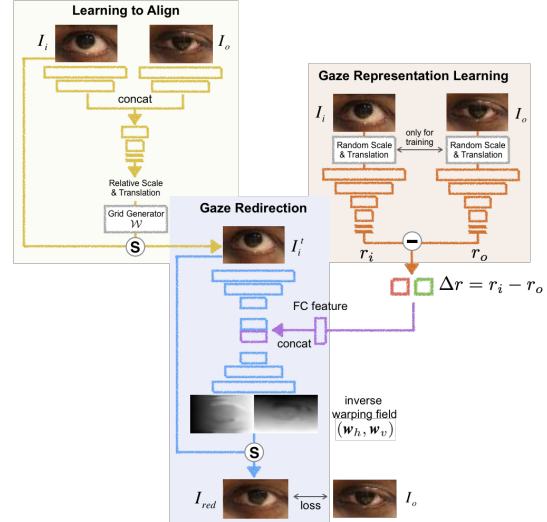 Learning to Align
I_i
I_o
concat
Relative Scale
& Translation
Grid Generator
𝒲
S
Gaze Representation Learning
I_i
I_o
Random Scale
& Translation
only for
training
Random Scale
& Translation
r_i
r_o
Δr = r_i − r_o
Gaze Redirection
I_i^t
FC feature
concat
inverse
warping field
(w_h, w_v)
S
I_red
loss
I_o